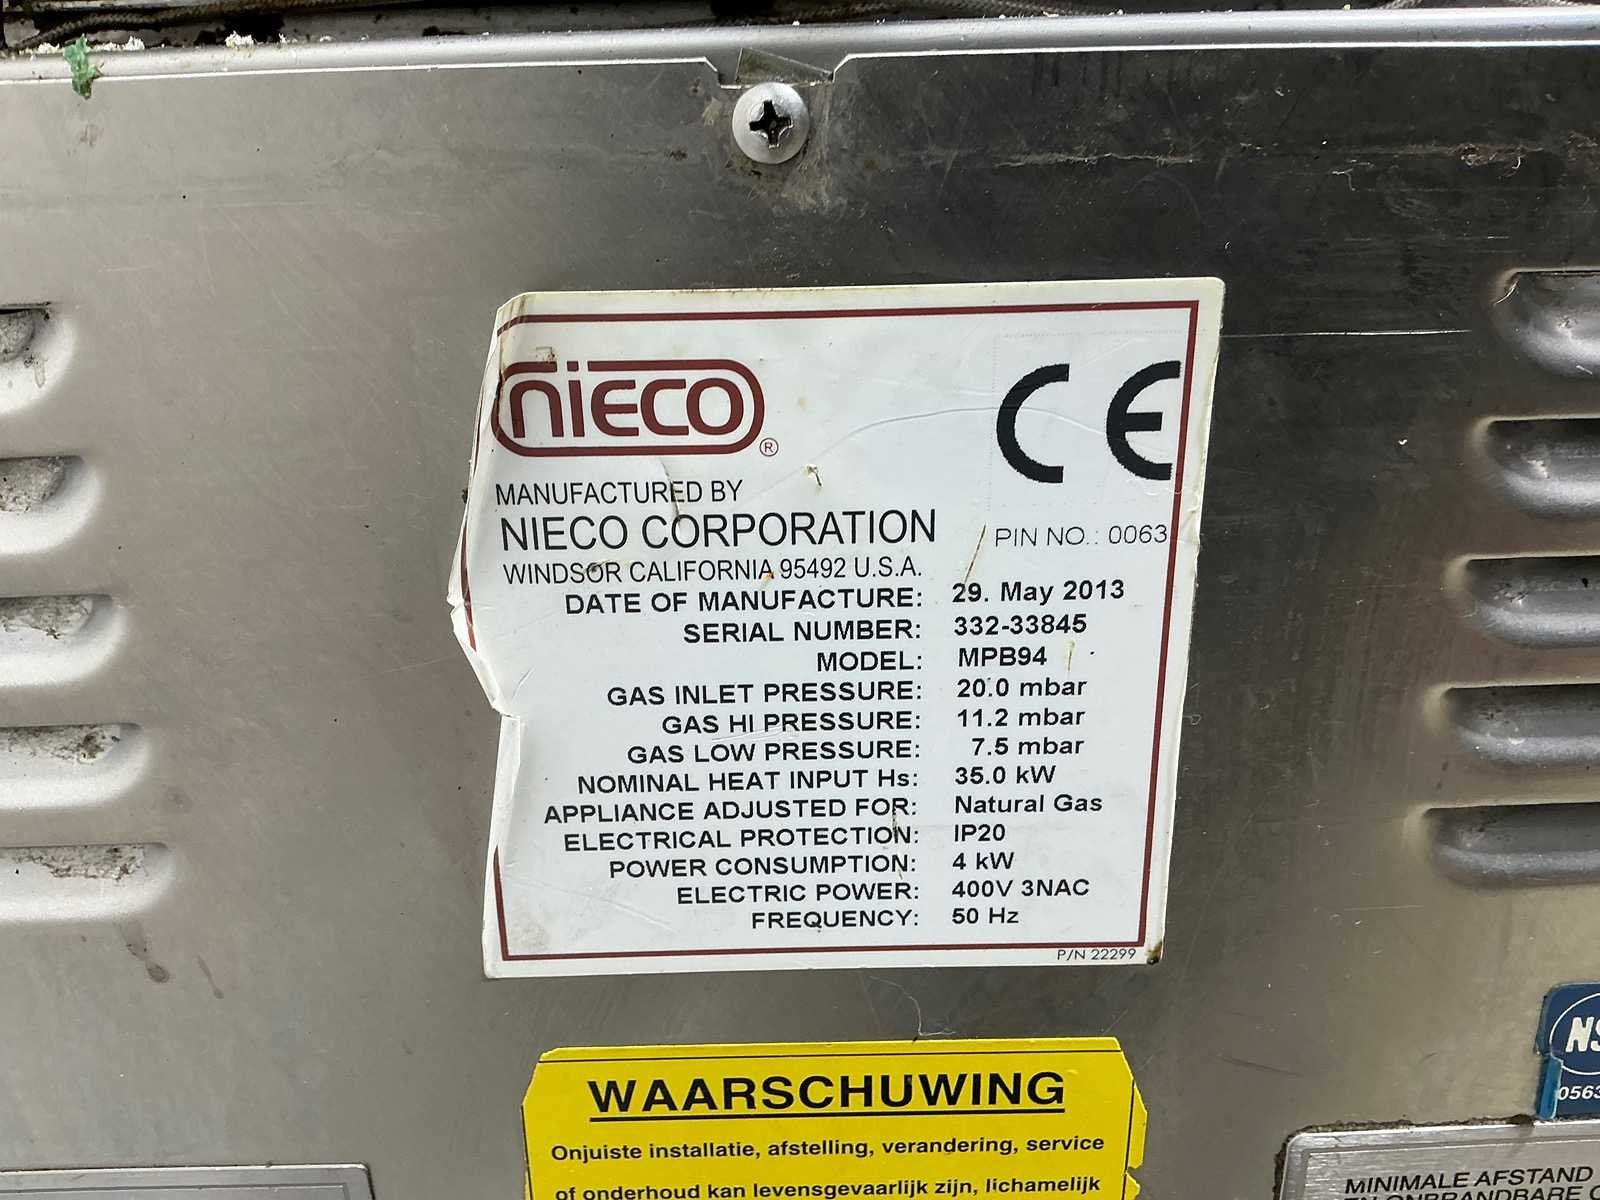 nieco®
CE
MANUFACTURED BY
NIECO CORPORATION
PIN NO.: 0063
WINDSOR CALIFORNIA 95492 U.S.A.
DATE OF MANUFACTURE: 29. May 2013
SERIAL NUMBER: 332-33845
MODEL: MPB94
GAS INLET PRESSURE: 20.0 mbar
GAS HI PRESSURE: 11.2 mbar
GAS LOW PRESSURE: 7.5 mbar
NOMINAL HEAT INPUT Hs: 35.0 kW
APPLIANCE ADJUSTED FOR: Natural Gas
ELECTRICAL PROTECTION: IP20
POWER CONSUMPTION: 4 kW
ELECTRIC POWER: 400V 3NAC
FREQUENCY: 50 Hz
P/N 22299
WAARSCHUWING
Onjuiste installatie, afstelling, verandering, service
of onderhoud kan levensgevaarlijk zijn, lichamelijk
MINIMALE AFSTAND